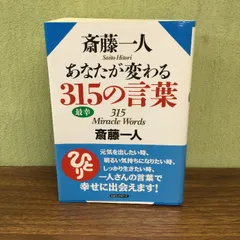 斎藤一人
Saito Hitori
あなたが変わる
315の言葉
最幸
315
Miracle Words
斎藤一人
元気を出したい時、
明るい気持ちになりたい時、
しっかり生きたい時、
一人さんの言葉で
幸せに出会えます!